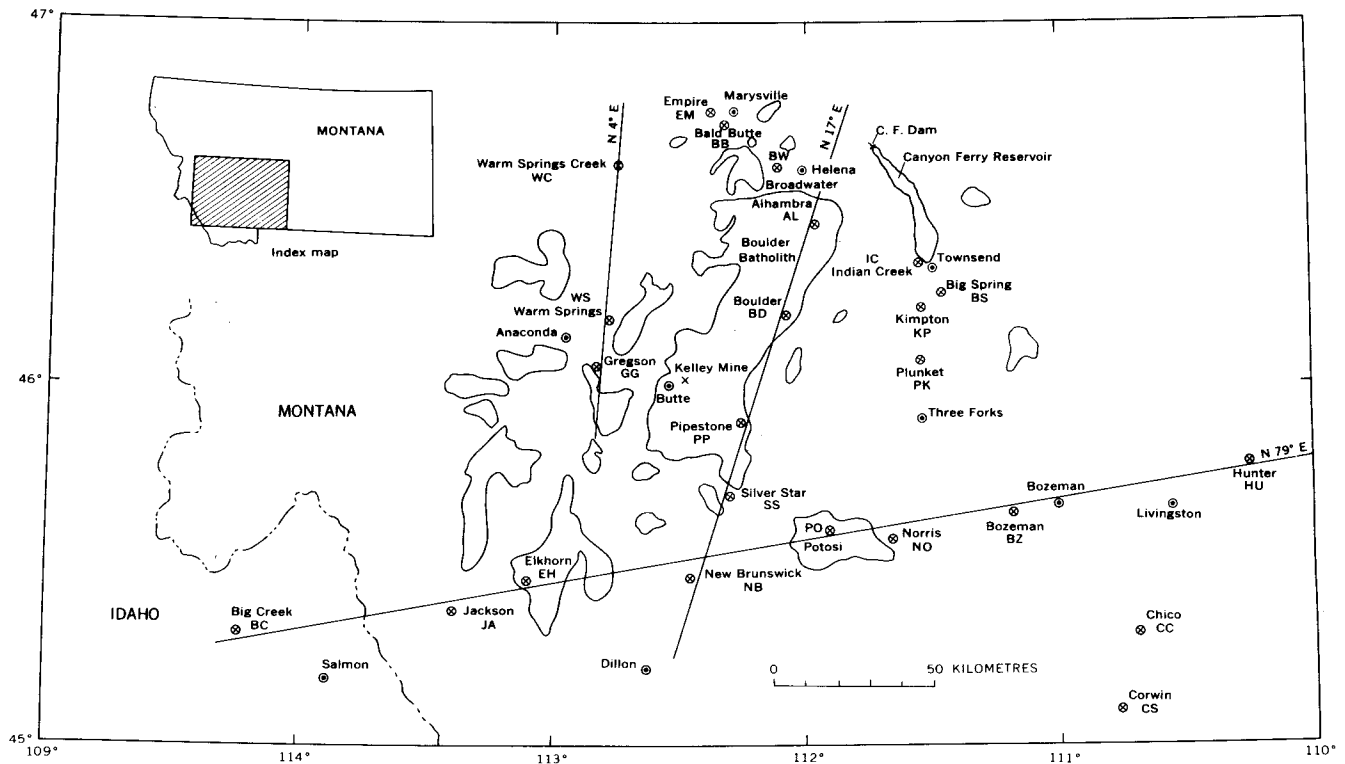 47°
MONTANA
Index map
N 4° E
Warm Springs Creek
WC
Empire
EM
Marysville
Bald Butte
BB
BW
Helena
Broadwater
N 17° E
C. F. Dam
Canyon Ferry Reservoir
Alhambra
AL
Boulder
Batholith
IC
Indian Creek
Townsend
Big Spring
BS
Kimpton
KP
Boulder
BD
WS
Warm Springs
Anaconda
Gregson
GG
Kelley Mine
Butte
Plunket
PK
46°
MONTANA
Three Forks
Pipestone
PP
N 79° E
Hunter
HU
Silver Star
SS
Bozeman
Livingston
Bozeman
BZ
PO
Potosi
Norris
NO
Elkhorn
EH
New Brunswick
NB
IDAHO
Big Creek
BC
Jackson
JA
Chico
CC
Salmon
Dillon
0
50 KILOMETRES
Corwin
CS
45°
109°
114°
113°
112°
111°
110°